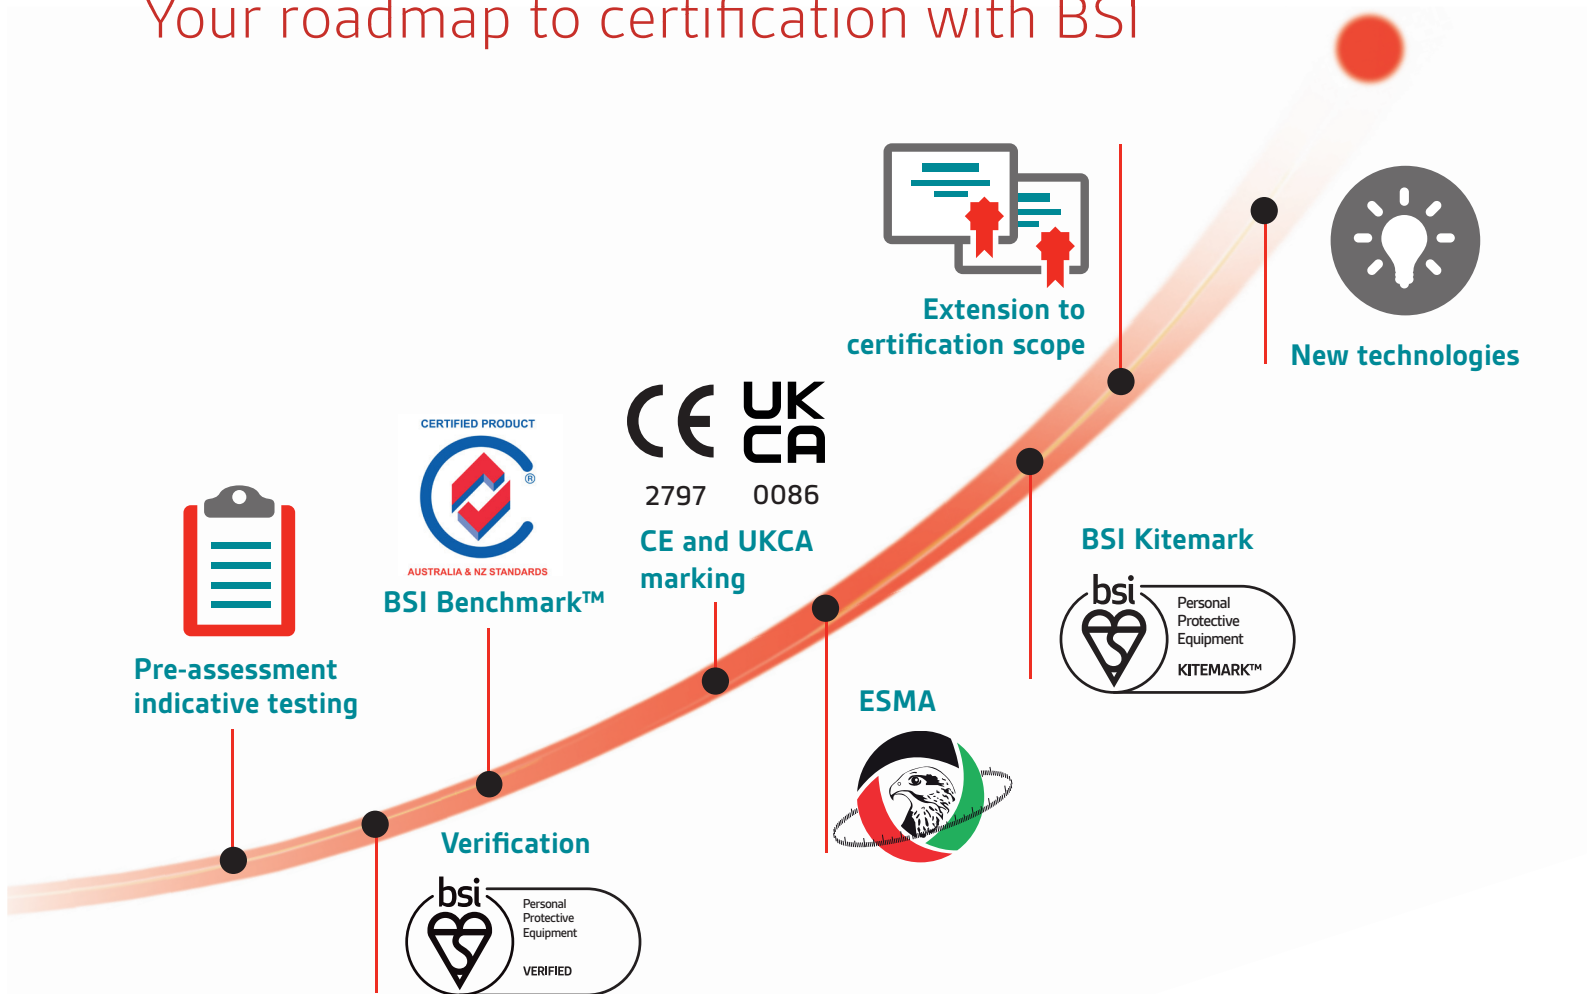 Your roadmap to certification with BSI
Extension to
certification scope
New technologies
CERTIFIED PRODUCT
®
AUSTRALIA & NZ STANDARDS
BSI Benchmark™
CE
UK
CA
2797
0086
CE and UKCA
marking
BSI Kitemark
bsi
Personal
Protective
Equipment
KITEMARK™
Pre-assessment
indicative testing
ESMA
Verification
bsi
Personal
Protective
Equipment
VERIFIED